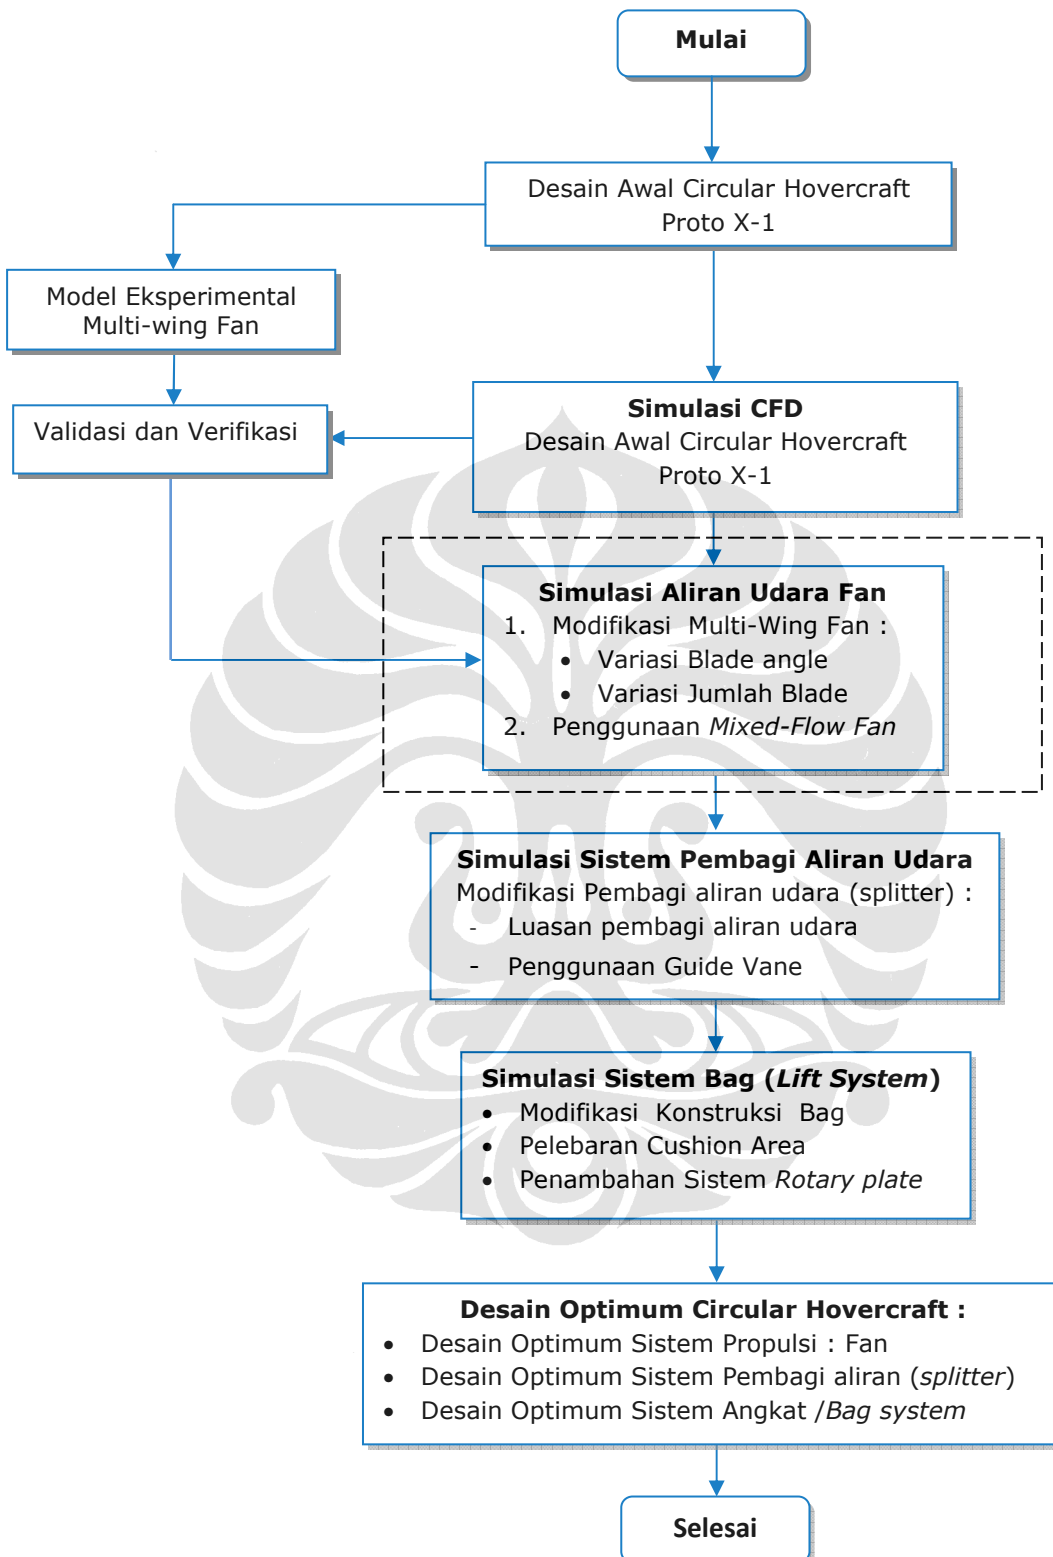 Mulai
Desain Awal Circular Hovercraft
Proto X-1
Model Eksperimental
Multi-wing Fan
Validasi dan Verifikasi
Simulasi CFD
Desain Awal Circular Hovercraft
Proto X-1
Simulasi Aliran Udara Fan
1. Modifikasi Multi-Wing Fan :
• Variasi Blade angle
• Variasi Jumlah Blade
2. Penggunaan Mixed-Flow Fan
Simulasi Sistem Pembagi Aliran Udara
Modifikasi Pembagi aliran udara (splitter) :
- Luasan pembagi aliran udara
- Penggunaan Guide Vane
Simulasi Sistem Bag (Lift System)
• Modifikasi Konstruksi Bag
• Pelebaran Cushion Area
• Penambahan Sistem Rotary plate
Desain Optimum Circular Hovercraft :
• Desain Optimum Sistem Propulsi : Fan
• Desain Optimum Sistem Pembagi aliran (splitter)
• Desain Optimum Sistem Angkat /Bag system
Selesai